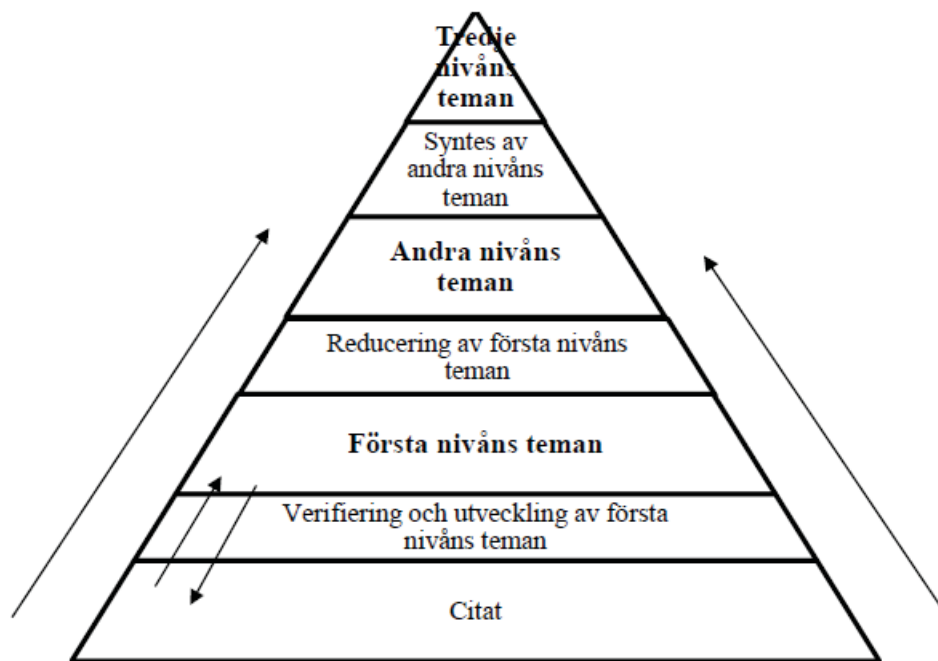 Tredje
nivåns
teman
Syntes av
andra nivåns
teman
Andra nivåns
teman
Reducering av första nivåns
teman
Första nivåns teman
Verifiering och utveckling av första
nivåns teman
Citat